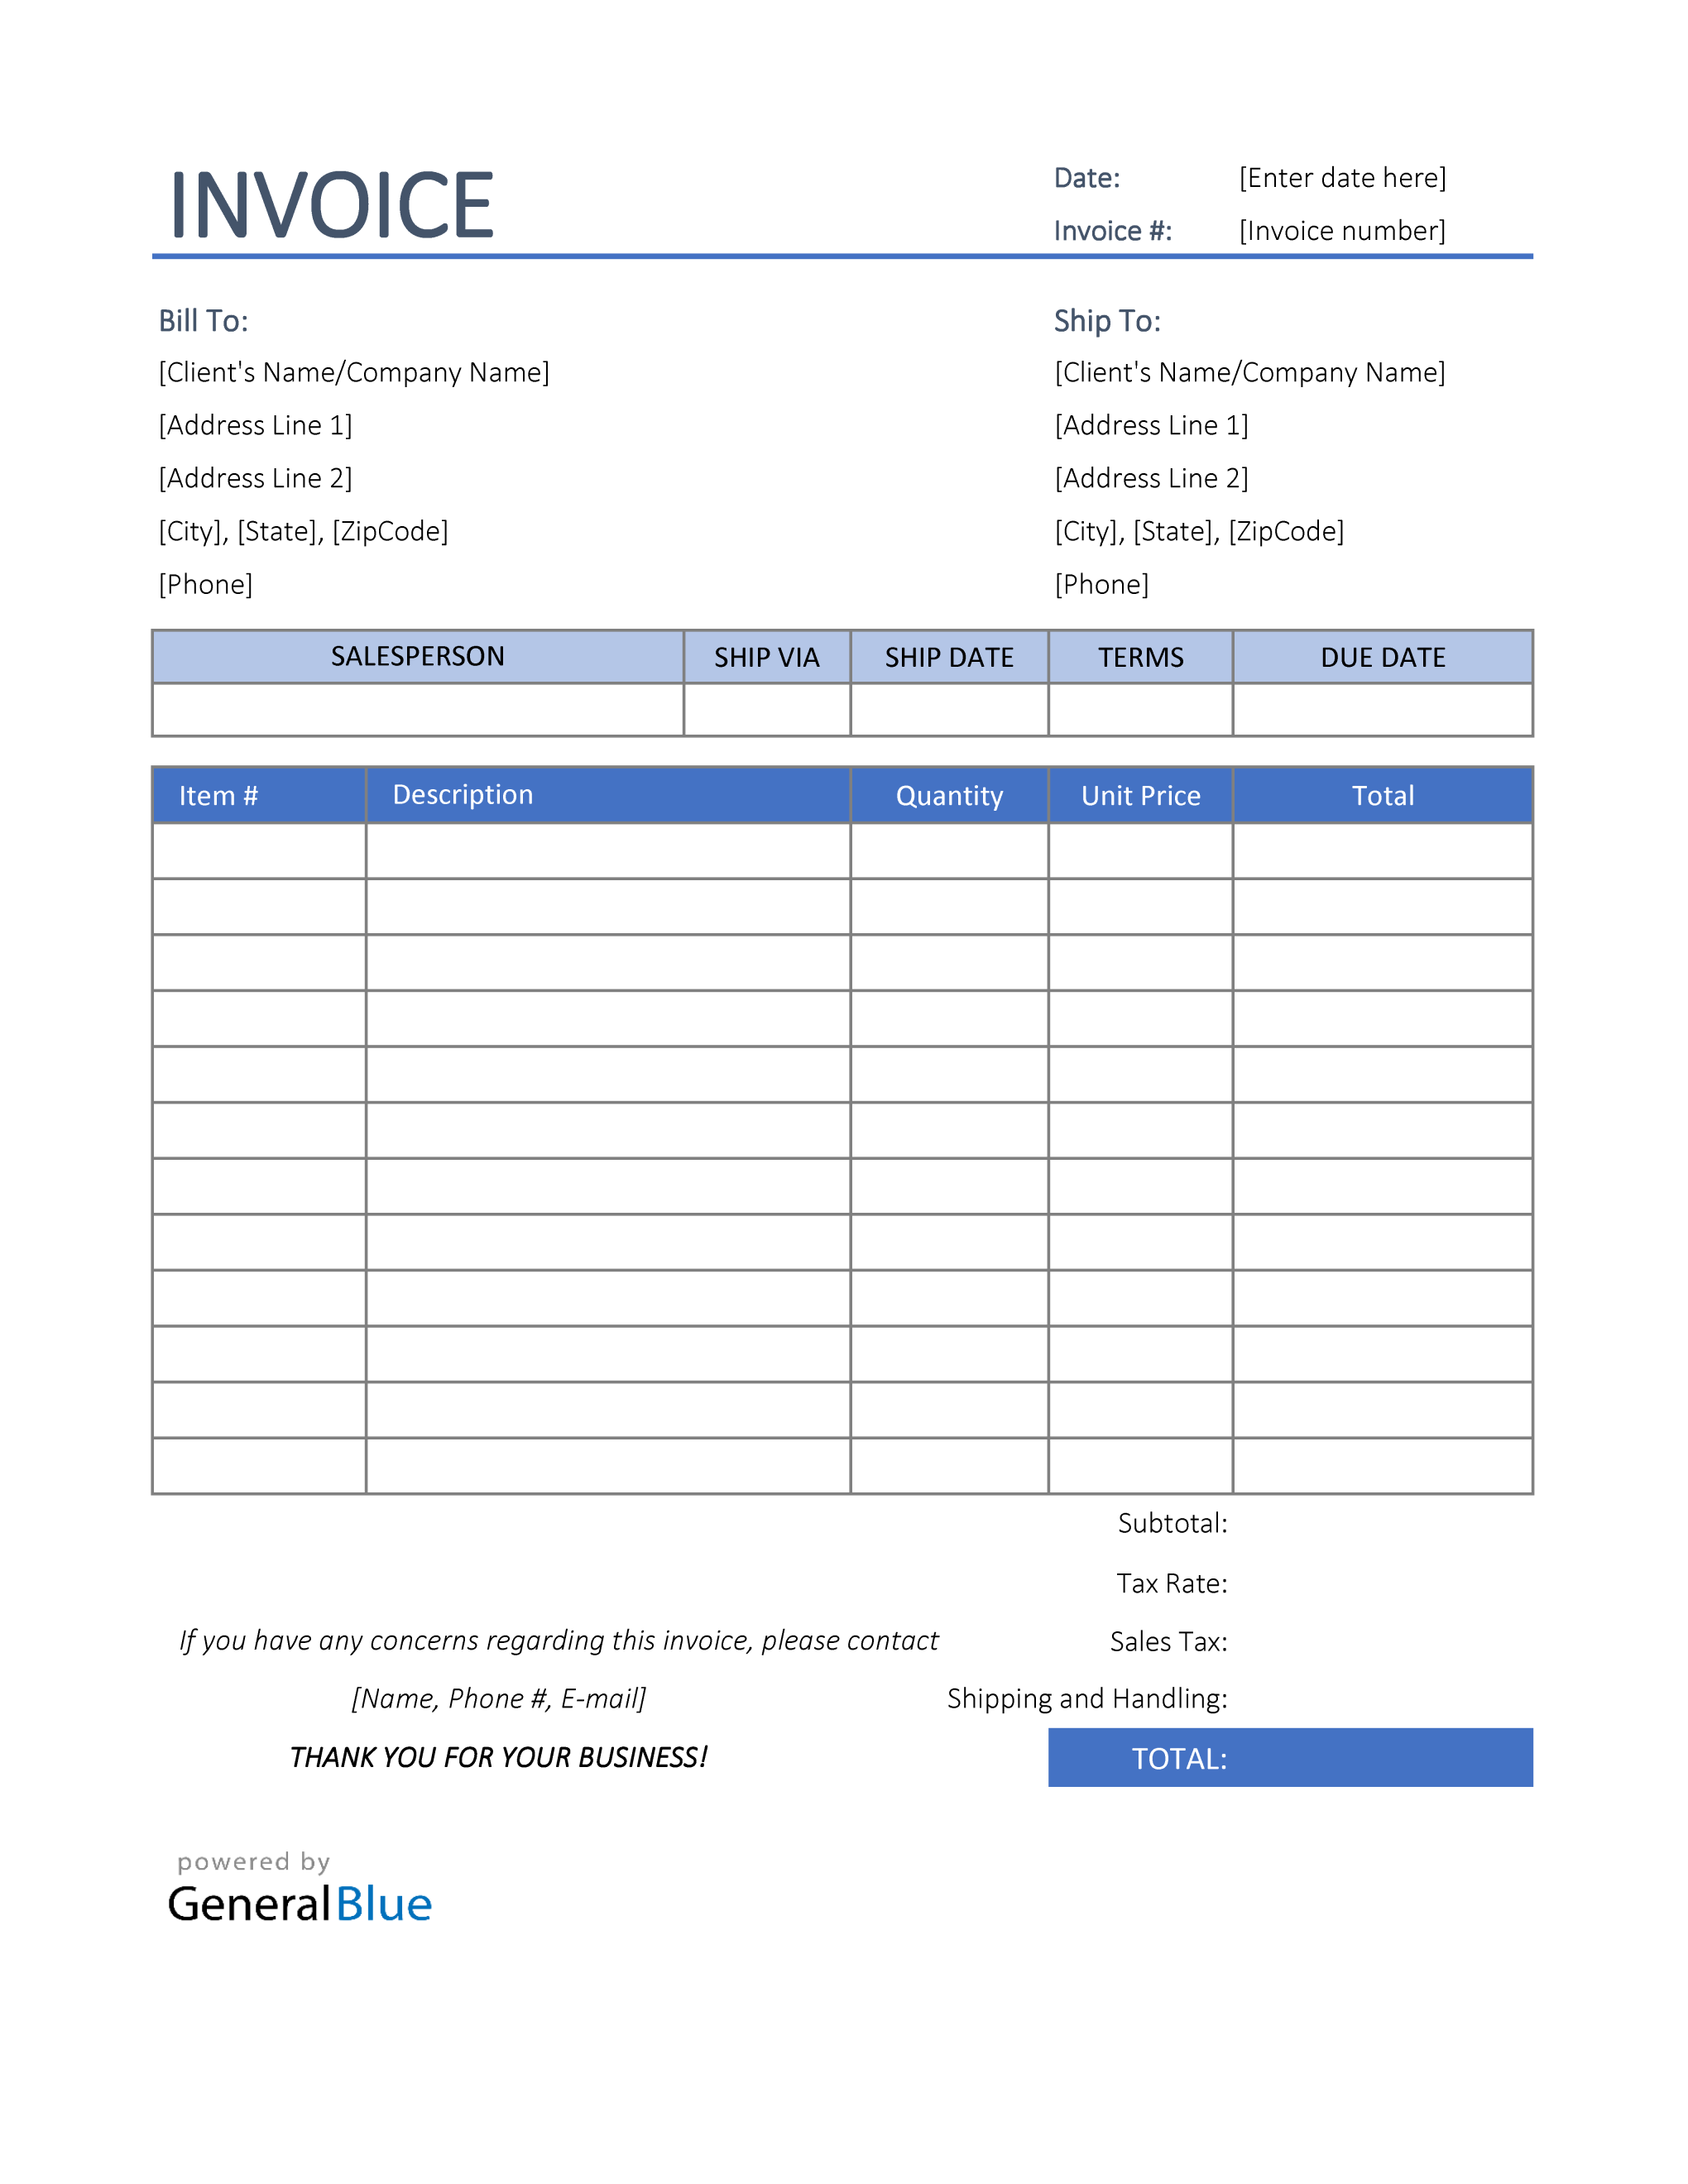 INVOICE
Date: [Enter date here]
Invoice #: [Invoice number]
Bill To:
[Client's Name/Company Name]
[Address Line 1]
[Address Line 2]
[City], [State], [ZipCode]
[Phone]
Ship To:
[Client's Name/Company Name]
[Address Line 1]
[Address Line 2]
[City], [State], [ZipCode]
[Phone]
SALESPERSON SHIP VIA SHIP DATE TERMS DUE DATE
Item # Description Quantity Unit Price Total
Subtotal:
Tax Rate:
Sales Tax:
Shipping and Handling:
TOTAL:
If you have any concerns regarding this invoice, please contact
[Name, Phone #, E-mail]
THANK YOU FOR YOUR BUSINESS!
powered by
GeneralBlue